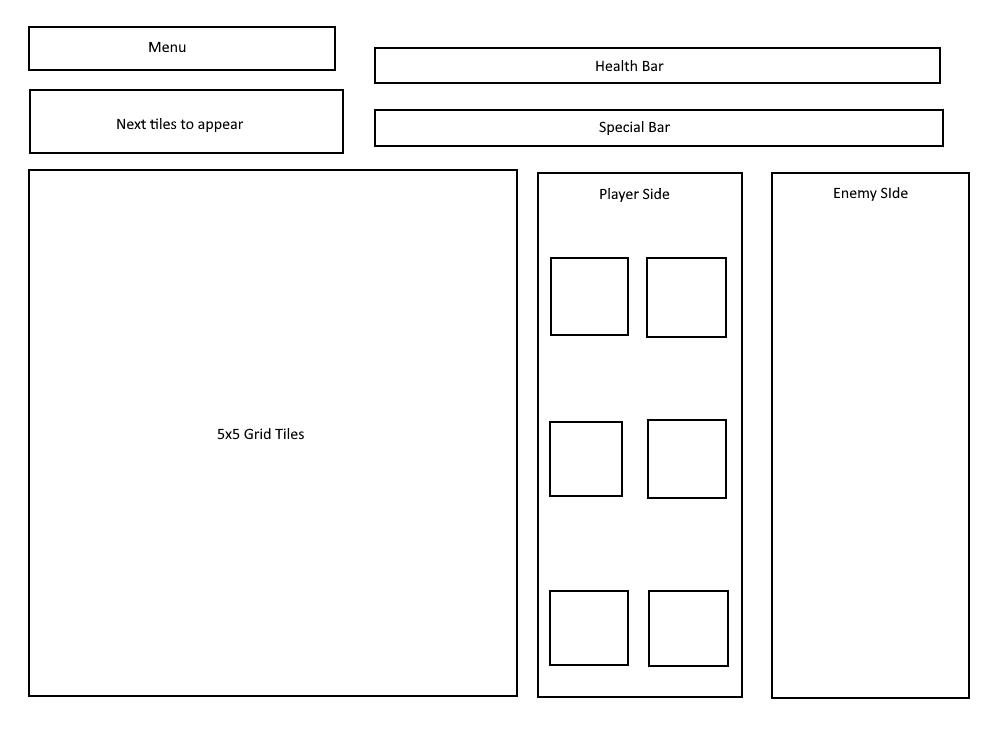 Menu
Health Bar
Next tiles to appear
Special Bar
Player Side
Enemy SIde
5x5 Grid Tiles